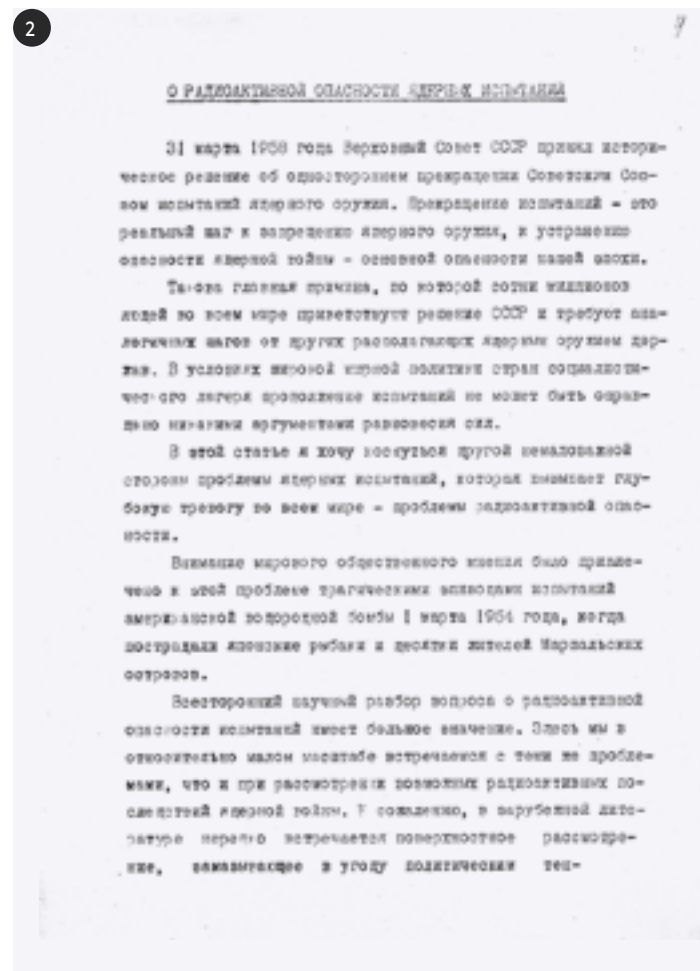 2
О РАДИОАКТИВНОЙ ОПАСНОСТИ ЯДЕРНЫХ ИСПЫТАНИЙ
31 марта 1958 года Верховный Совет СССР принял истори-
ческое решение об одностороннем прекращении Советским Сою-
зом испытаний ядерного оружия. Прекращение испытаний - это
реальный шаг к запрещению ядерного оружия, к устранению
опасности ядерной войны - основной опасности нашей эпохи.
Такова главная причина, по которой сотни миллионов
людей во всем мире приветствуют решение СССР и требуют ана-
логичных шагов от других располагающих ядерным оружием дер-
жав. В условиях мировой мирной политики стран социалисти-
ческого лагеря продолжение испытаний не может быть оправ-
дано никакими аргументами равновесия сил.
В этой статье я хочу коснуться другой немаловажной
стороны проблемы ядерных испытаний, которая вызывает глу-
бокую тревогу во всем мире - проблемы радиоактивной опас-
ности.
Внимание мирового общественного мнения было привле-
чено к этой проблеме трагическими эпизодами испытаний
американской водородной бомбы I марта 1954 года, когда
пострадали японские рыбаки и десятки жителей Маршальских
островов.
Всесторонний научный разбор вопроса о радиоактивной
опасности испытаний имеет большое значение. Здесь мы в
относительно малом масштабе встречаемся с теми же пробле-
мами, что и при рассмотрении возможных радиоактивных по-
следствий ядерной войны. К сожалению, в зарубежной лите-
ратуре нередко встречается поверхностное рассмотре-
ние, замазывающее в угоду политическим тен-